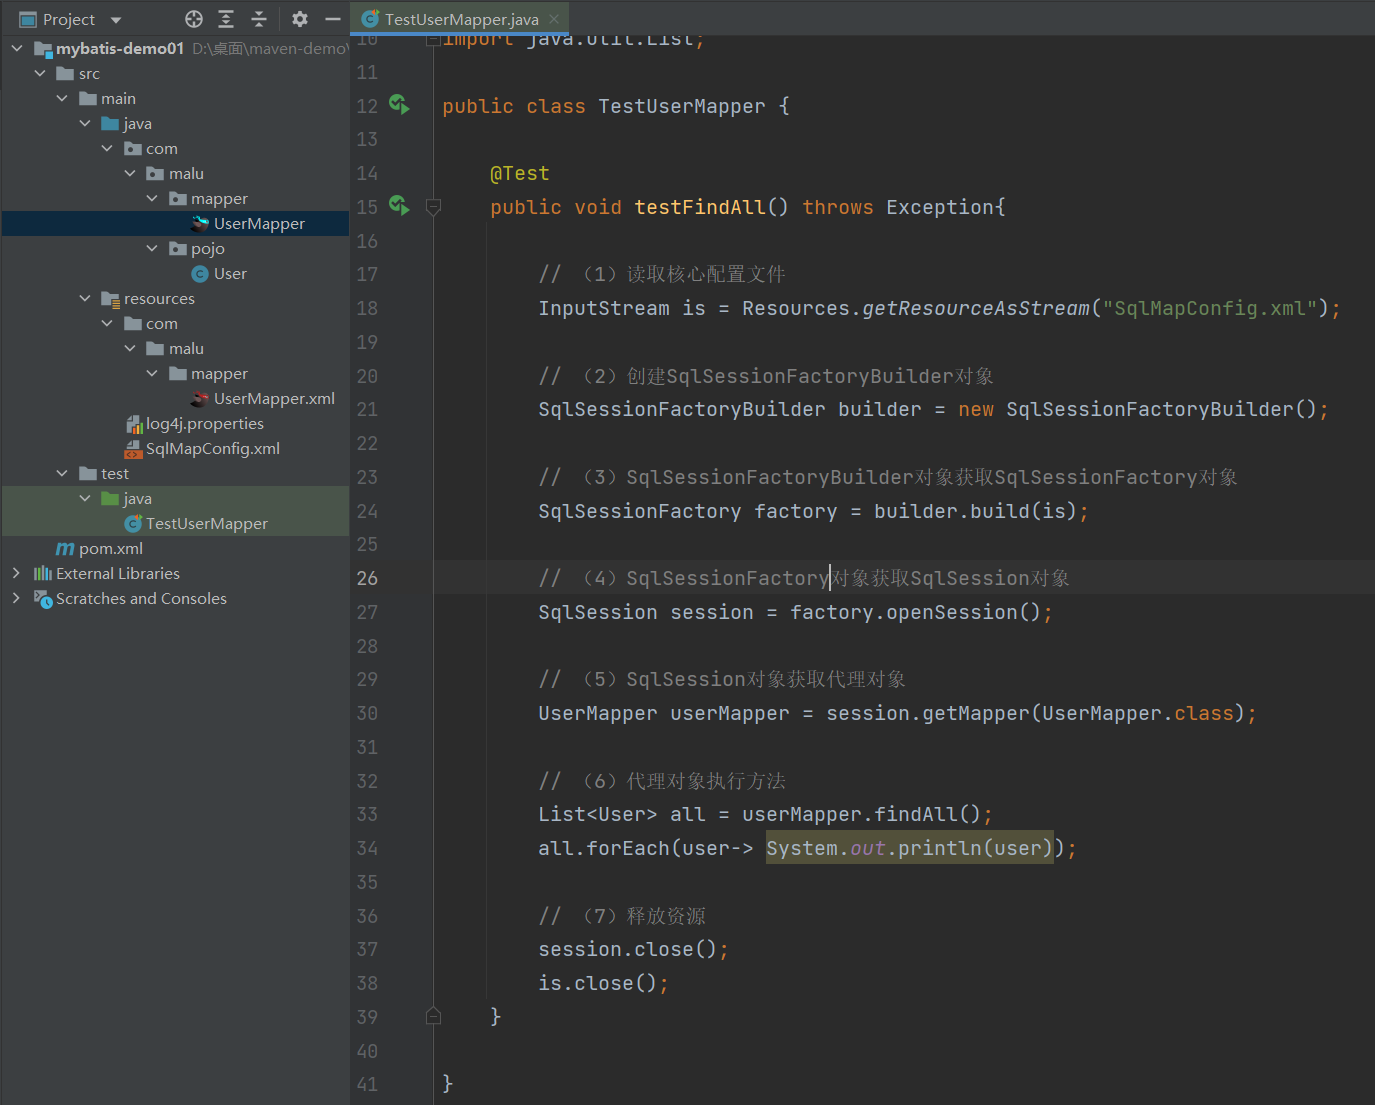 Project
TestUserMapper.java
mybatis-demo01 D:\桌面\maven-demo\
src
main
java
com
malu
mapper
UserMapper
pojo
User
resources
com
malu
mapper
UserMapper.xml
log4j.properties
SqlMapConfig.xml
test
java
TestUserMapper
pom.xml
External Libraries
Scratches and Consoles
10 import java.util.List;
11
12 public class TestUserMapper {
13
14 @Test
15 public void testFindAll() throws Exception{
16
17 // （1）读取核心配置文件
18 InputStream is = Resources.getResourceAsStream("SqlMapConfig.xml");
19
20 // （2）创建SqlSessionFactoryBuilder对象
21 SqlSessionFactoryBuilder builder = new SqlSessionFactoryBuilder();
22
23 // （3）SqlSessionFactoryBuilder对象获取SqlSessionFactory对象
24 SqlSessionFactory factory = builder.build(is);
25
26 // （4）SqlSessionFactory对象获取SqlSession对象
27 SqlSession session = factory.openSession();
28
29 // （5）SqlSession对象获取代理对象
30 UserMapper userMapper = session.getMapper(UserMapper.class);
31
32 // （6）代理对象执行方法
33 List<User> all = userMapper.findAll();
34 all.forEach(user-> System.out.println(user));
35
36 // （7）释放资源
37 session.close();
38 is.close();
39 }
40
41 }